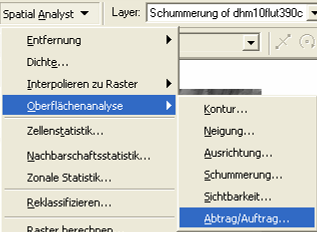 Spatial Analyst Layer: Schummerung of dhm10flut390c
Entfernung
Dichte...
Interpolieren zu Raster
Oberflächenanalyse
Zellenstatistik...
Nachbarschaftsstatistik...
Zonale Statistik...
Reklassifizieren...
Raster berechnen
Kontur...
Neigung...
Ausrichtung...
Schummerung...
Sichtbarkeit...
Abtrag/Auftrag...